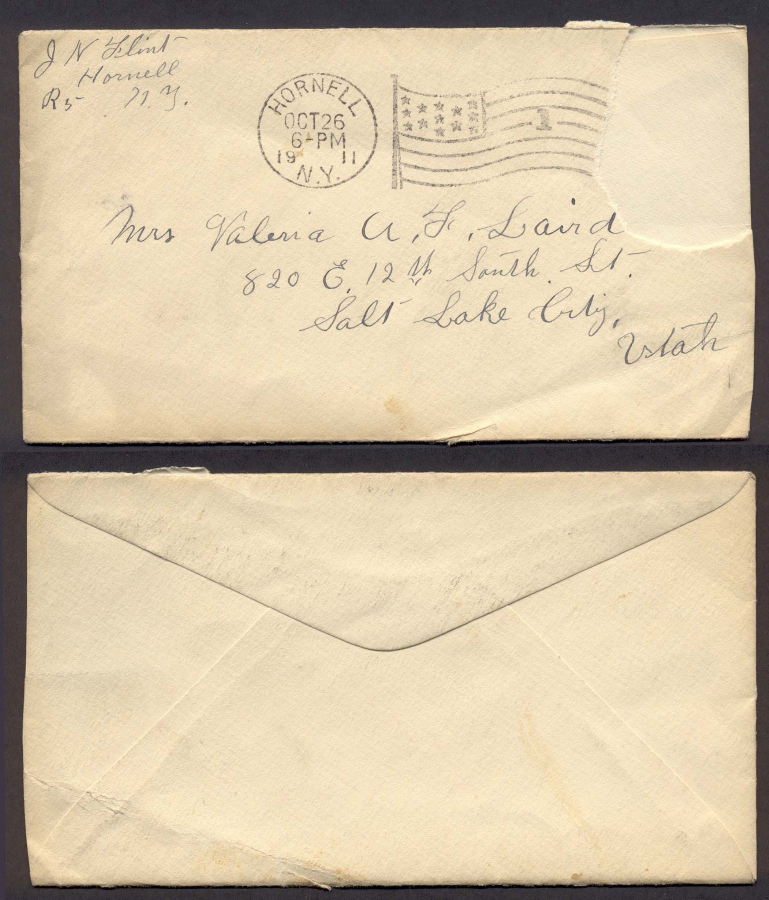 J N Flint
Hornell
R5 N.Y.
HORNELL
OCT 26
6-PM
19 11
N.Y.
1
Mrs Valeria A. F. Laird
820 E. 12th South St.
Salt Lake City,
Utah